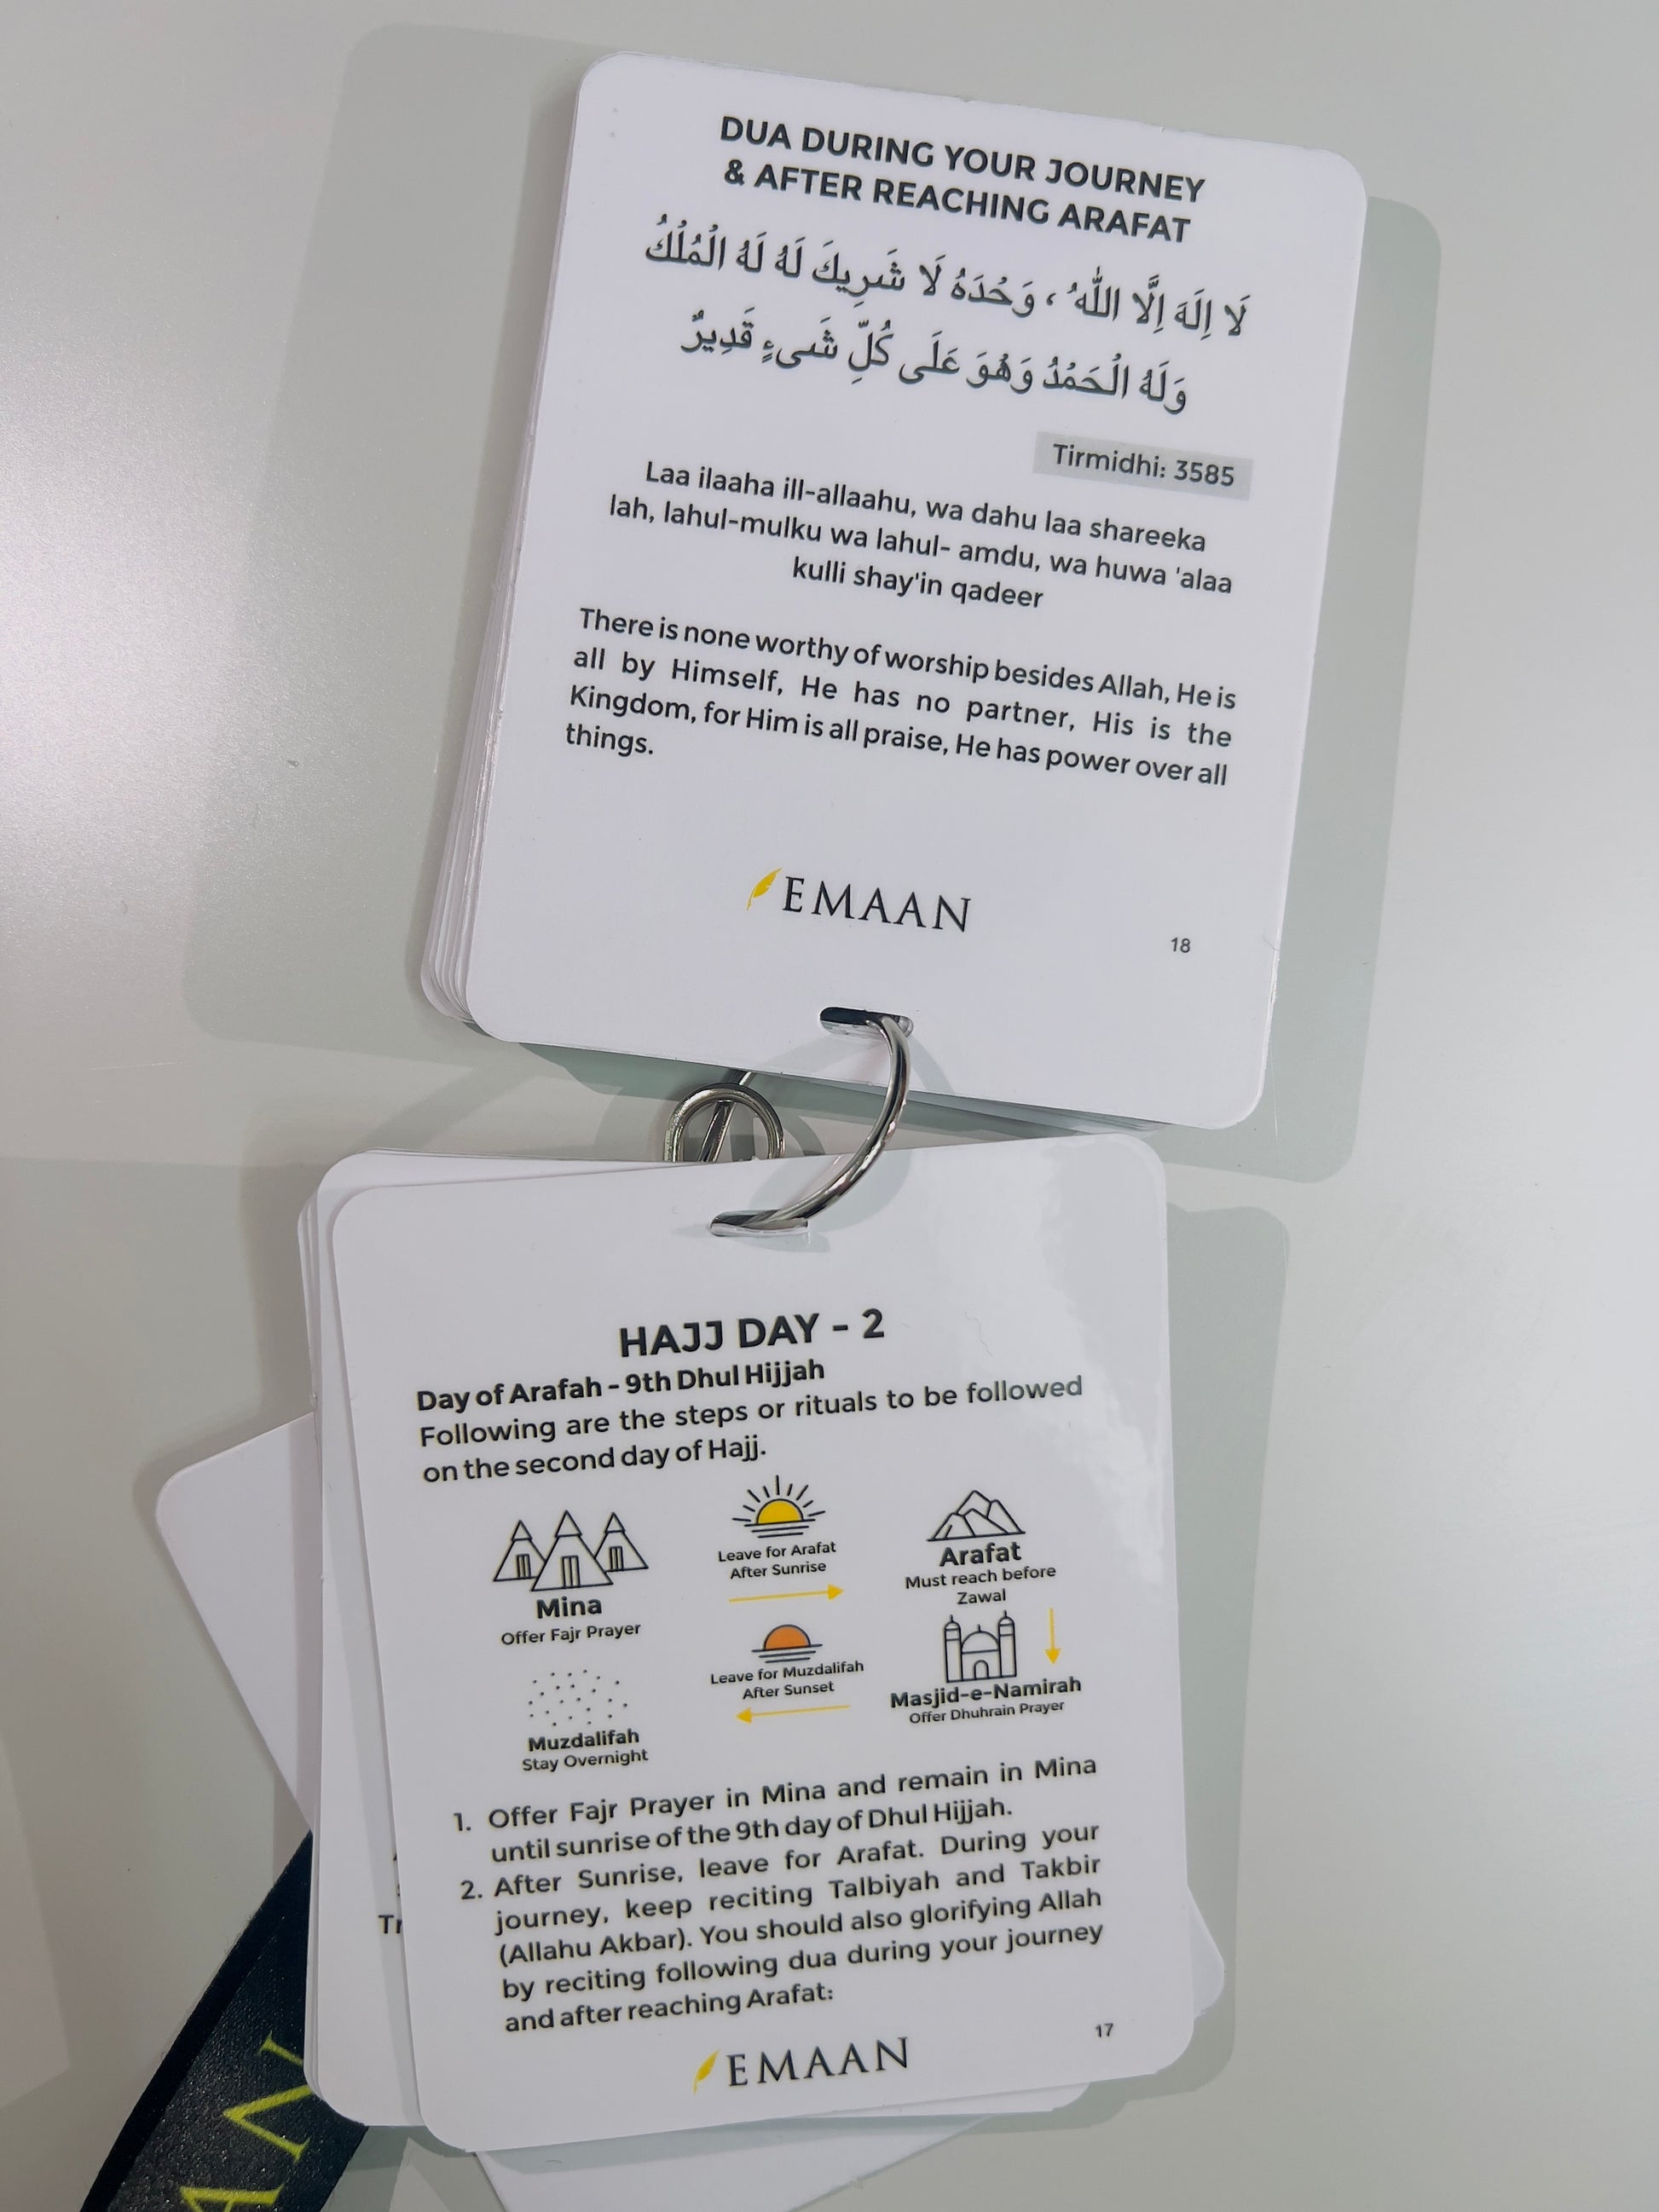 DUA DURING YOUR JOURNEY
& AFTER REACHING ARAFAT
لَا اِلَهَ اِلَّا اللّٰهُ ، وَحْدَهُ لَا شَرِيكَ لَهُ لَهُ الْمُلْكُ
وَلَهُ الْحَمْدُ وَهُوَ عَلَى كُلِّ شَىءٍ قَدِيرٌ
Tirmidhi: 3585
Laa ilaaha ill-allaahu, wa dahu laa shareeka
lah, lahul-mulku wa lahul- amdu, wa huwa 'alaa
kulli shay'in qadeer
There is none worthy of worship besides Allah, He is
all by Himself, He has no partner, His is the
Kingdom, for Him is all praise, He has power over all
things.
EMAAN
18
HAJJ DAY - 2
Day of Arafah - 9th Dhul Hijjah
Following are the steps or rituals to be followed
on the second day of Hajj.
Mina
Offer Fajr Prayer
Leave for Arafat
After Sunrise
Arafat
Must reach before
Zawal
Masjid-e-Namirah
Offer Dhuhrain Prayer
Leave for Muzdalifah
After Sunset
Muzdalifah
Stay Overnight
1. Offer Fajr Prayer in Mina and remain in Mina
until sunrise of the 9th day of Dhul Hijjah.
2. After Sunrise, leave for Arafat. During your
journey, keep reciting Talbiyah and Takbir
(Allahu Akbar). You should also glorifying Allah
by reciting following dua during your journey
and after reaching Arafat:
EMAAN
17